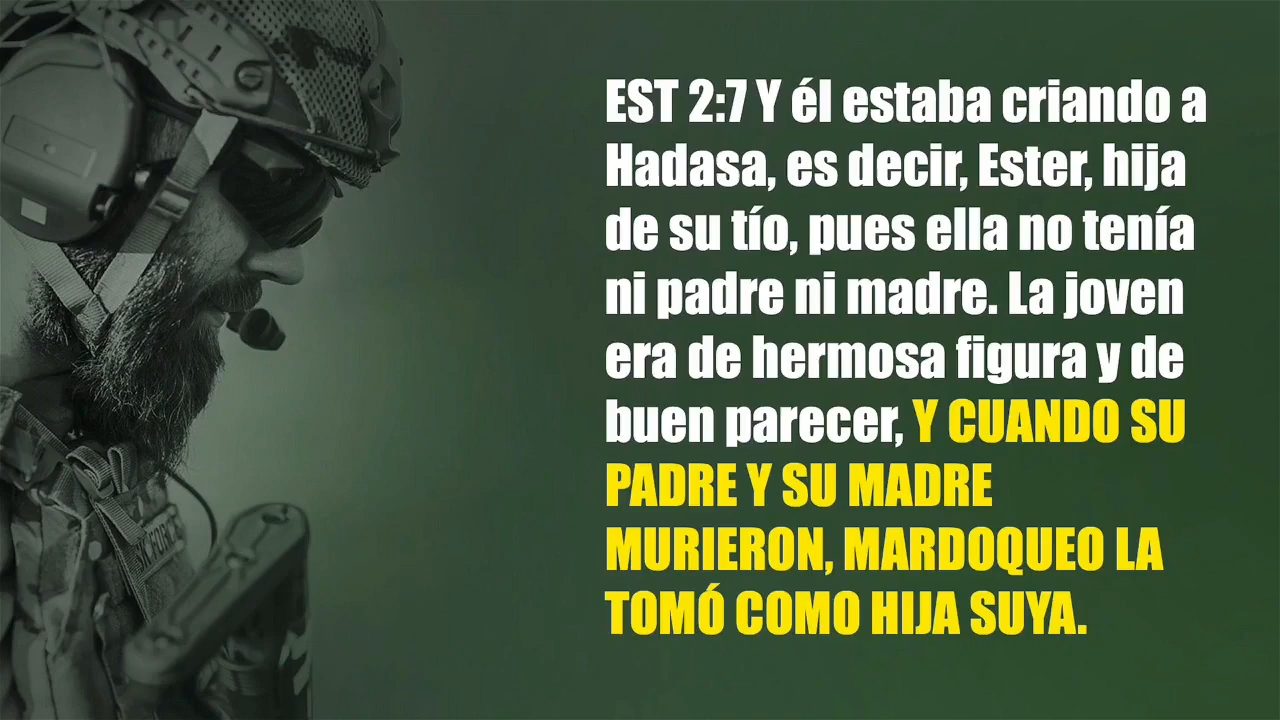 EST 2:7 Y él estaba criando a
Hadasa, es decir, Ester, hija
de su tío, pues ella no tenía
ni padre ni madre. La joven
era de hermosa figura y de
buen parecer, Y CUANDO SU
PADRE Y SU MADRE
MURIERON, MARDOQUEO LA
TOMÓ COMO HIJA SUYA.